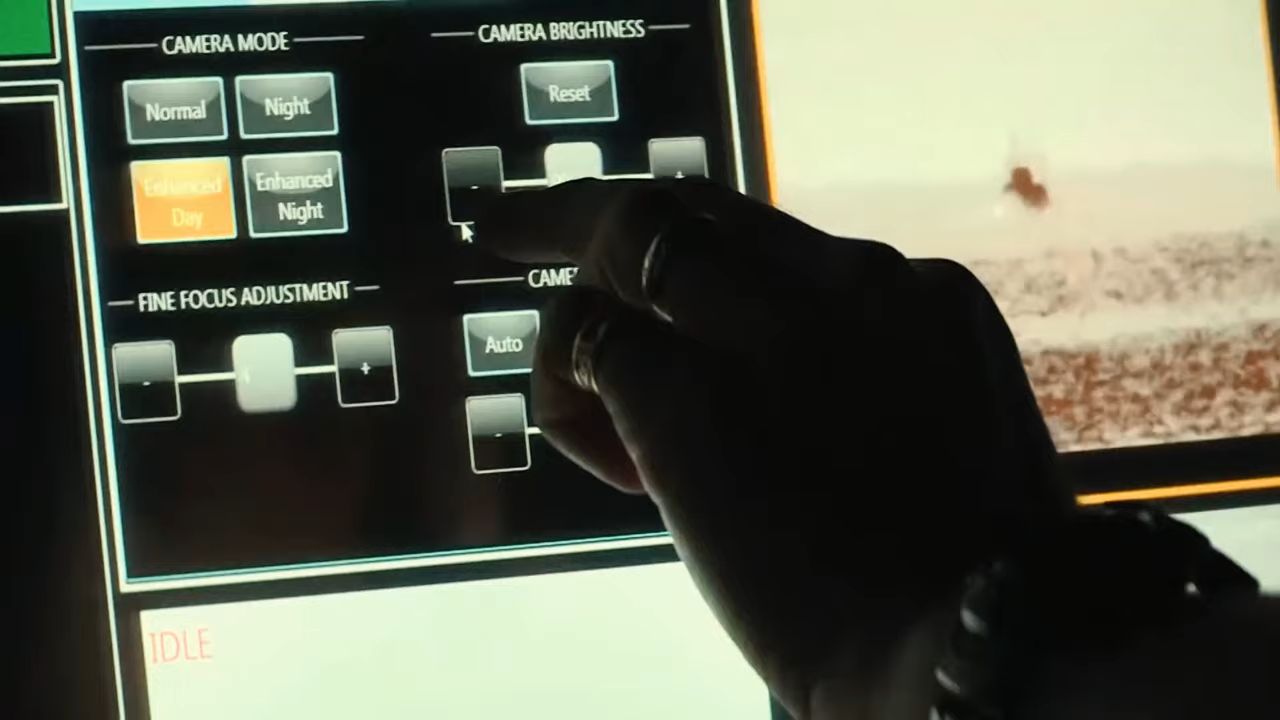 CAMERA MODE
CAMERA BRIGHTNESS
Normal
Night
Reset
Enhanced
Day
Enhanced
Night
-
+
FINE FOCUS ADJUSTMENT
-
+
Auto
-
IDLE